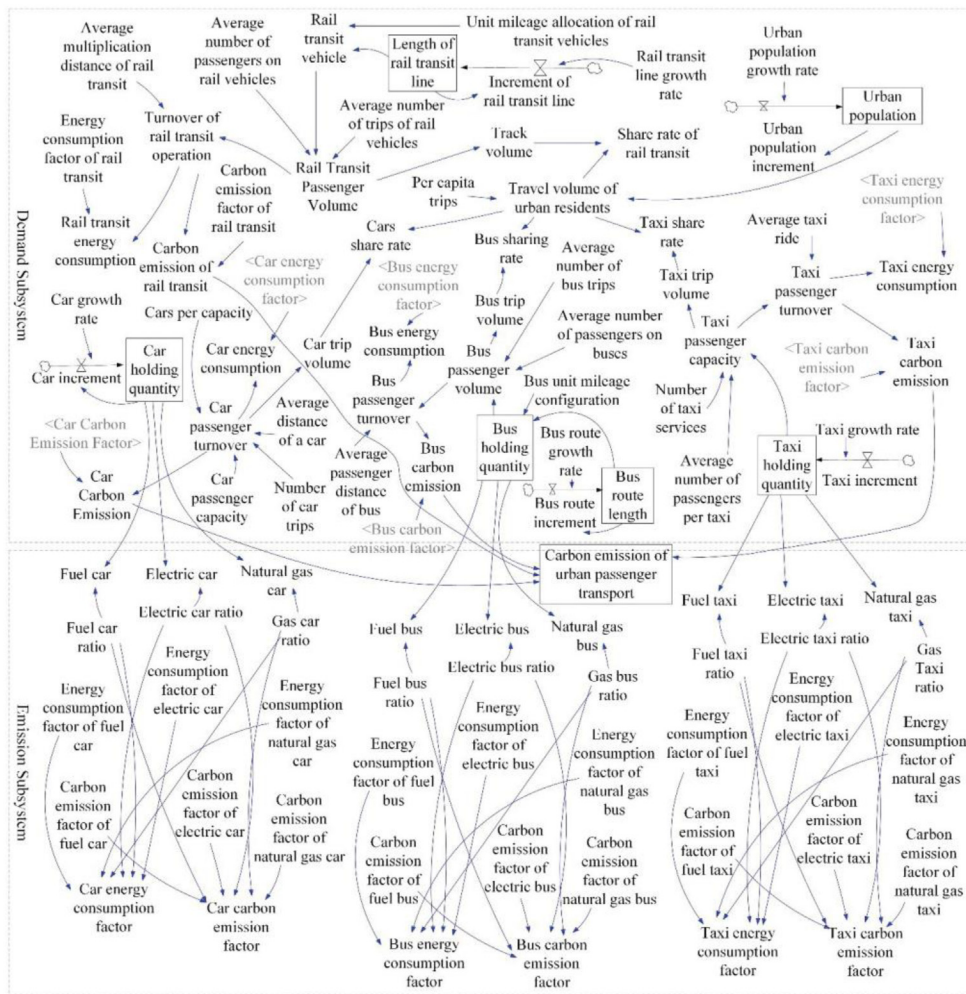 Average
multiplication
distance of rail
transit
Average
number of
passengers on
rail vehicles
Rail
transit
vehicle
Unit mileage allocation of rail
transit vehicles
Length of
rail transit
line
Increment of
rail transit line
Rail transit
line growth
rate
Urban
population
growth rate
Urban
population
Urban
population
increment
Energy
consumption
factor of rail
transit
Turnover of
rail transit
operation
Average number
of trips of rail
vehicles
Track
volume
Share rate
of rail transit
Carbon
emission
factor of
rail transit
Rail Transit
Passenger
Volume
Per capita
trips
Travel volume of
urban residents
<Taxi energy
consumption
factor>
Rail transit
energy
consumption
Carbon
emission of
rail transit
Cars
share rate
Bus sharing
rate
Average
number of
bus trips
Taxi share
rate
Average taxi
ride
<Car energy
consumption
factor>
<Bus energy
consumption
factor>
Bus trip
volume
Taxi trip
volume
Taxi
passenger
turnover
Taxi energy
consumption
Demand Subsystem
Car growth
rate
Cars per capacity
Car
holding
quantity
Car increment
Car energy
consumption
Car trip
volume
Bus energy
consumption
Bus
passenger
volume
Average number of
passengers on
buses
Taxi
passenger
capacity
<Taxi carbon
emission
factor>
Taxi
carbon
emission
Car
passenger
turnover
Average
distance
of a car
Bus
passenger
turnover
Bus unit mileage
configuration
Number
of taxi
services
<Car Carbon
Emission Factor>
Car
Carbon
Emission
Car
passenger
capacity
Number
of car
trips
Average
passenger
distance
of bus
Bus
carbon
emission
Bus
holding
quantity
Bus route
growth
rate
Bus route
increment
Bus
route
length
Average
number of
passengers
per taxi
Taxi
holding
quantity
Taxi growth rate
Taxi increment
<Bus carbon
emission factor>
Carbon emission of
urban passenger
transport
Emission Subsystem
Fuel car
Electric car
Natural gas
car
Fuel car
ratio
Electric car ratio
Gas car
ratio
Energy
consumption
factor of fuel
car
Energy
consumption
factor of
electric car
Energy
consumption
factor of
natural gas
car
Carbon
emission
factor of
fuel car
Carbon
emission
factor of
electric car
Carbon
emission
factor of
natural gas car
Car energy
consumption
factor
Car carbon
emission
factor
Fuel bus
Electric bus
Natural gas
bus
Fuel bus
ratio
Electric bus ratio
Gas bus
ratio
Energy
consumption
factor of fuel
bus
Energy
consumption
factor of
electric bus
Energy
consumption
factor of
natural gas
bus
Carbon
emission
factor of
fuel bus
Carbon
emission
factor of
electric bus
Carbon
emission
factor of
natural gas bus
Bus energy
consumption
factor
Bus carbon
emission
factor
Fuel taxi
Electric taxi
Natural gas
taxi
Fuel taxi
ratio
Electric taxi ratio
Gas
Taxi
ratio
Energy
consumption
factor of fuel
taxi
Energy
consumption
factor of
electric taxi
Energy
consumption
factor of
natural gas
taxi
Carbon
emission
factor of
fuel taxi
Carbon
emission
factor of
electric taxi
Carbon
emission
factor of
natural gas
taxi
Taxi energy
consumption
factor
Taxi carbon
emission
factor